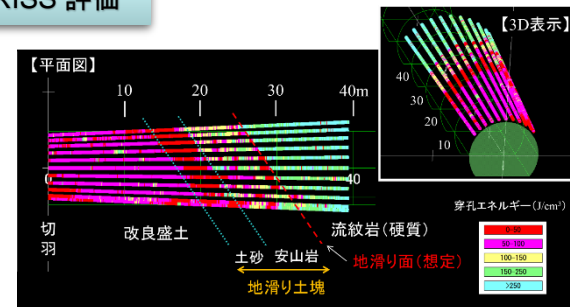 RISS 評価
【平面図】
10
20
30
40m
0
40
切羽
改良盛土
土砂
安山岩
流紋岩(硬質)
地滑り面(想定)
地滑り土塊
【3D表示】
40
30
20
10
穿孔エネルギー(J/cm³)
0-50
50-100
100-150
150-250
>250